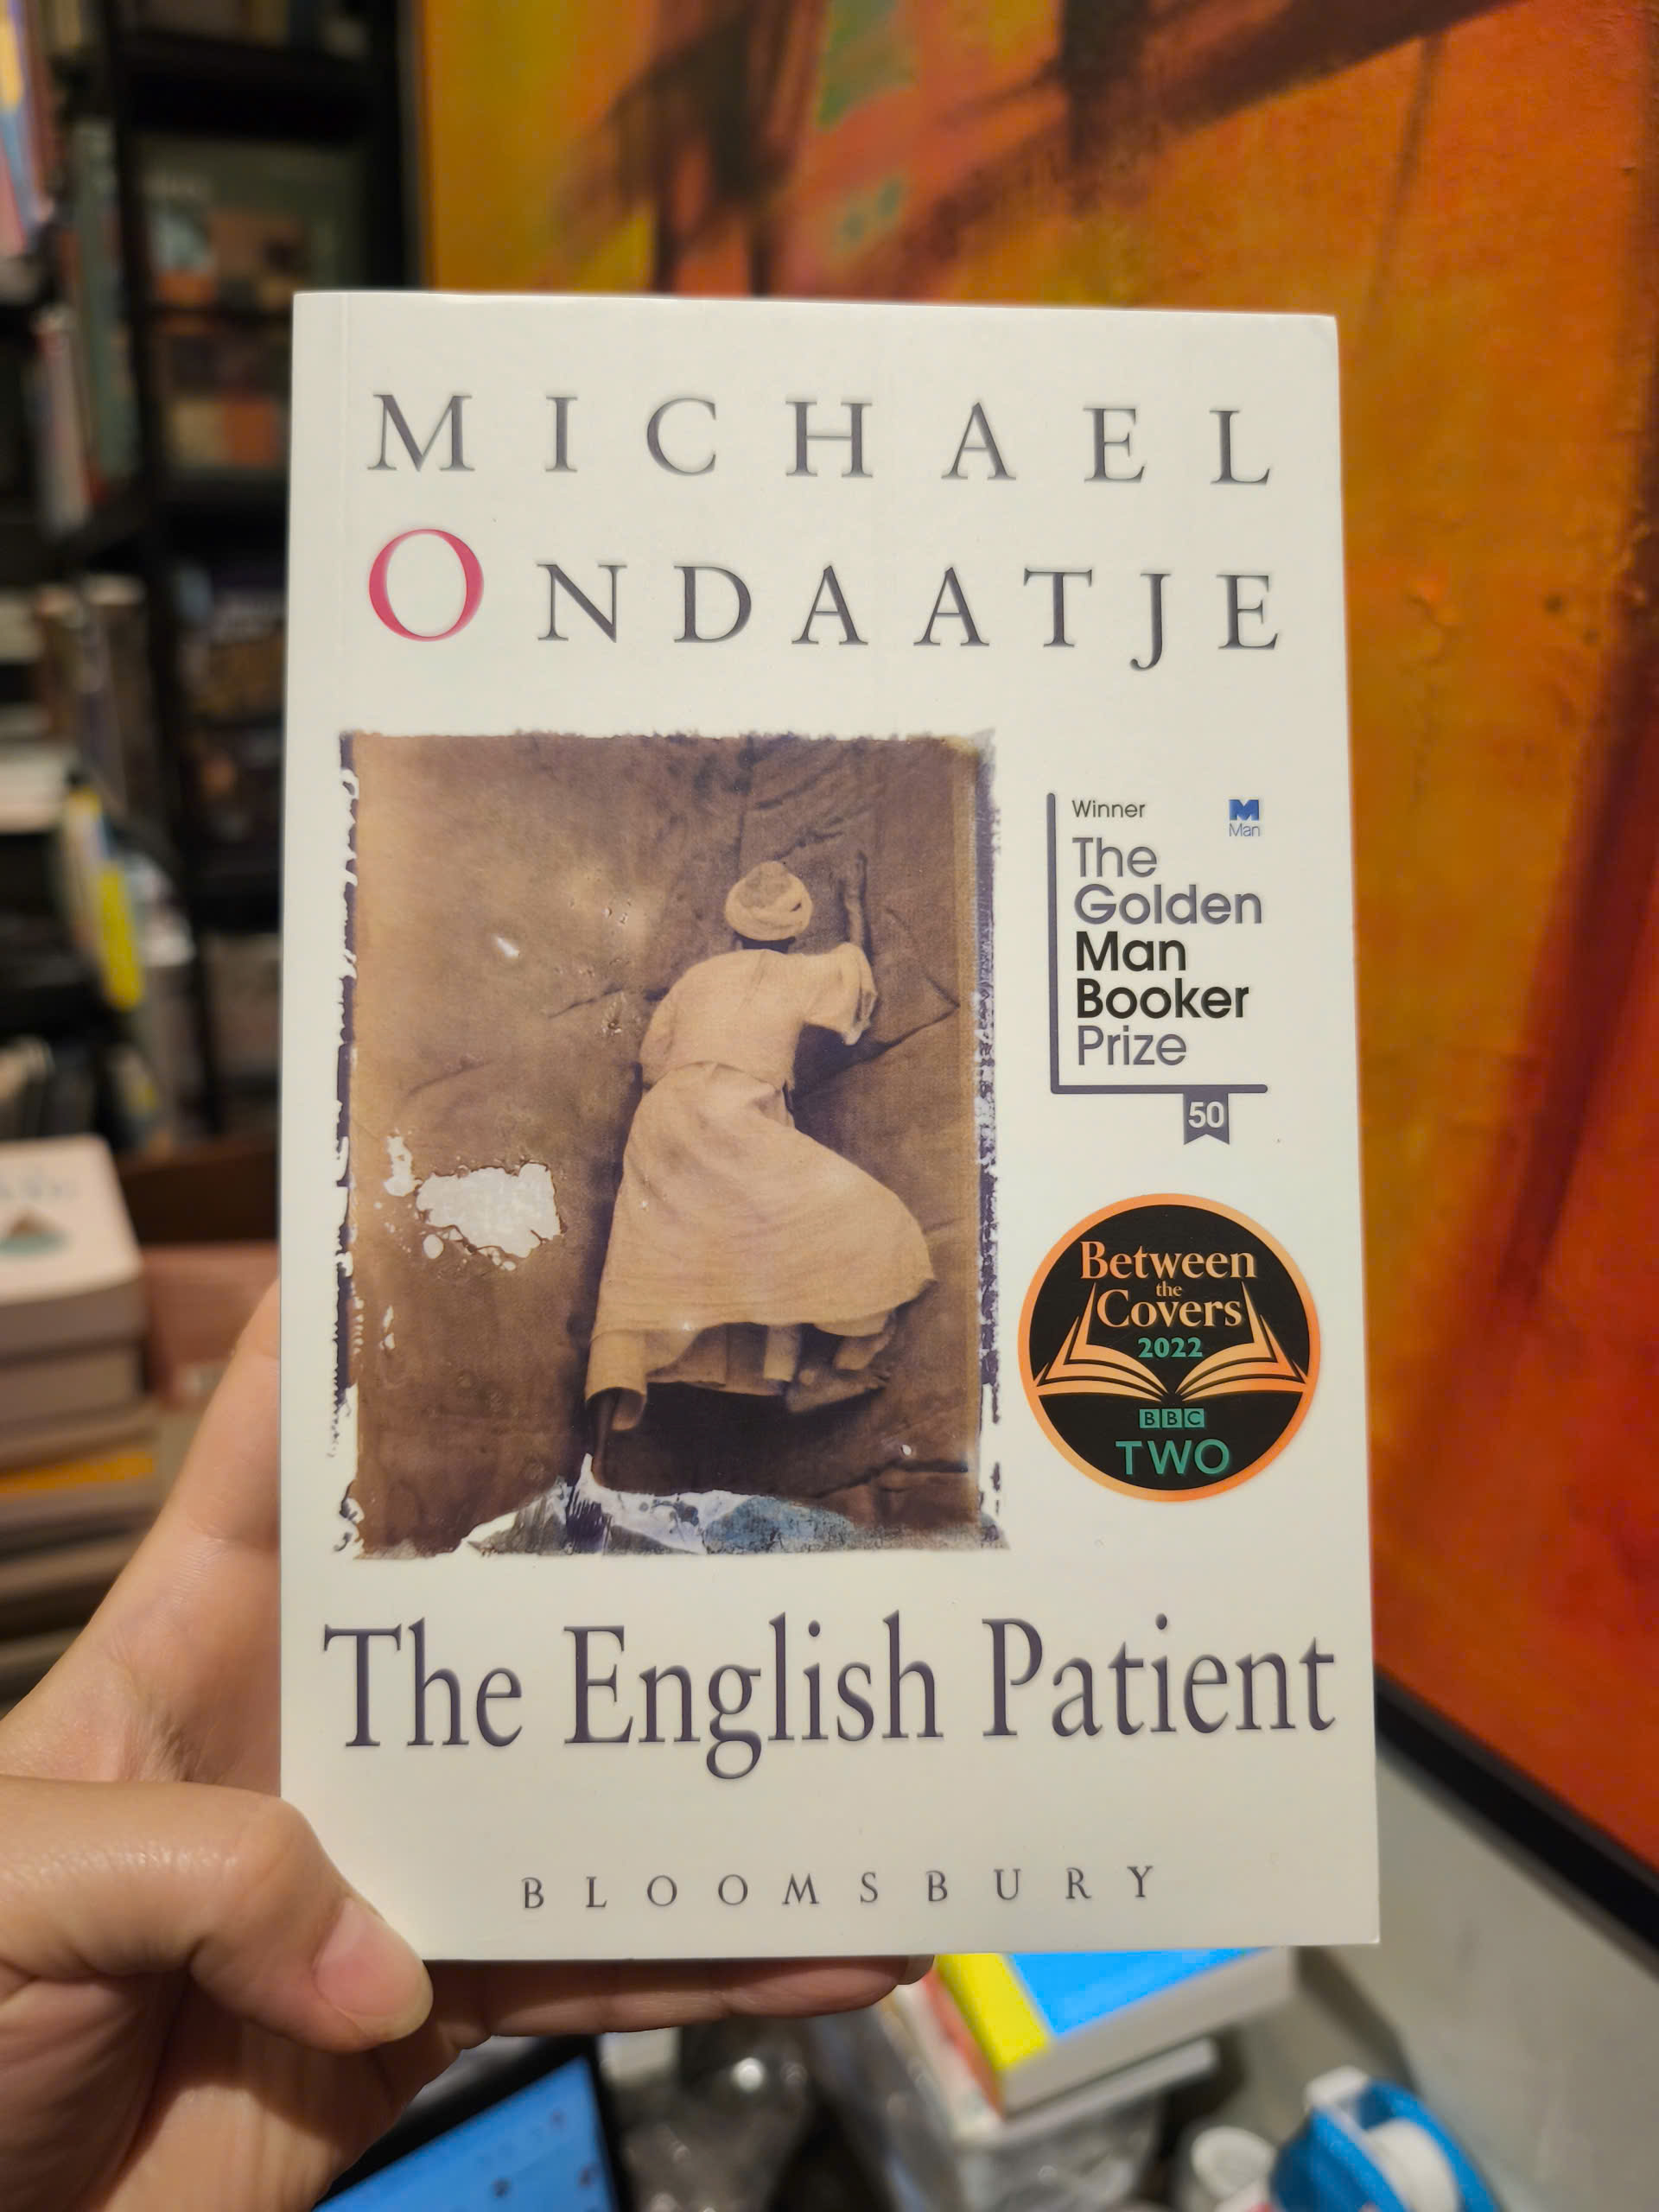 MICHAEL
ONDAATJE
Winner
M
Man
The
Golden
Man
Booker
Prize
50
Between
the
Covers
2022
BBC
TWO
The English Patient
BLOOMSBURY